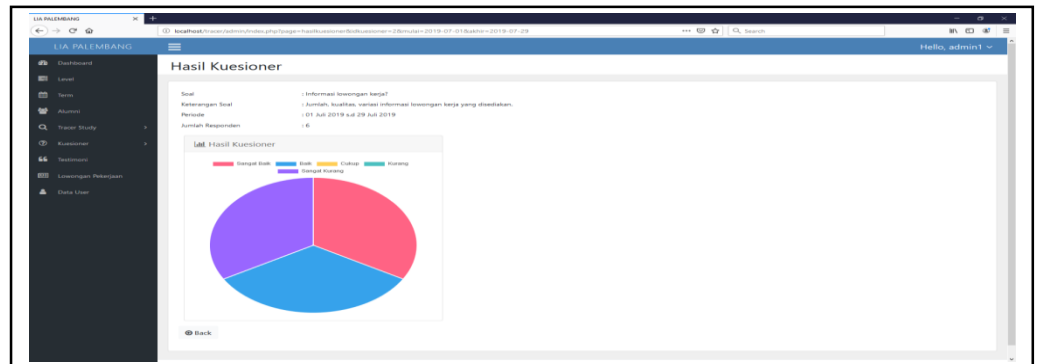 LIA PALEMBANG
localhost/tracer/admin/index.php?page=hasilkuesioner&idkuesioner=28&mulai=2019-07-01&akhir=2019-07-29
Search
LIA PALEMBANG
Hello, admin1
Dashboard
Level
Term
Alumni
Tracer Study
Kuesioner
Testimoni
Lowongan Pekerjaan
Data User
Hasil Kuesioner
Soal : Informasi lowongan kerja?
Keterangan Soal : Jumlah, kualitas, variasi informasi lowongan kerja yang disediakan.
Periode : 01 Juli 2019 s.d 29 Juli 2019
Jumlah Responden : 6
Hasil Kuesioner
Sangat Baik Baik Cukup Kurang
Sangat Kurang
Back